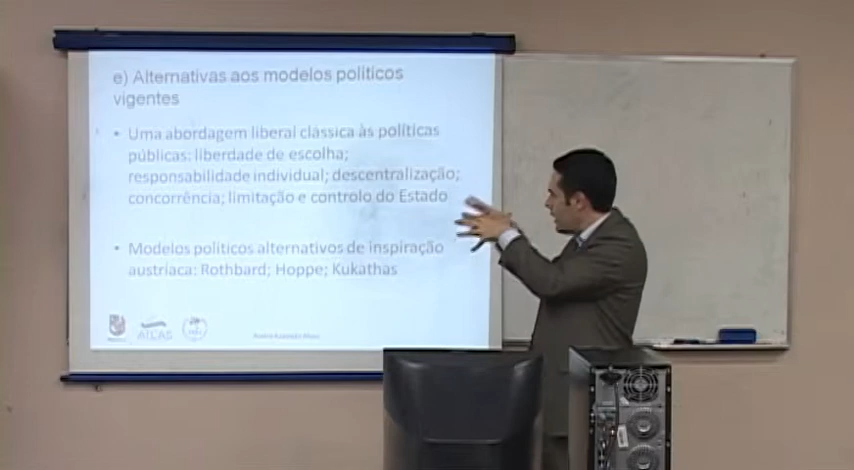 e) Alternativas aos modelos políticos
vigentes
• Uma abordagem liberal clássica às políticas
públicas: liberdade de escolha;
responsabilidade individual; descentralização;
concorrência; limitação e controlo do Estado
• Modelos políticos alternativos de inspiração
austríaca: Rothbard; Hoppe; Kukathas
ATLAS